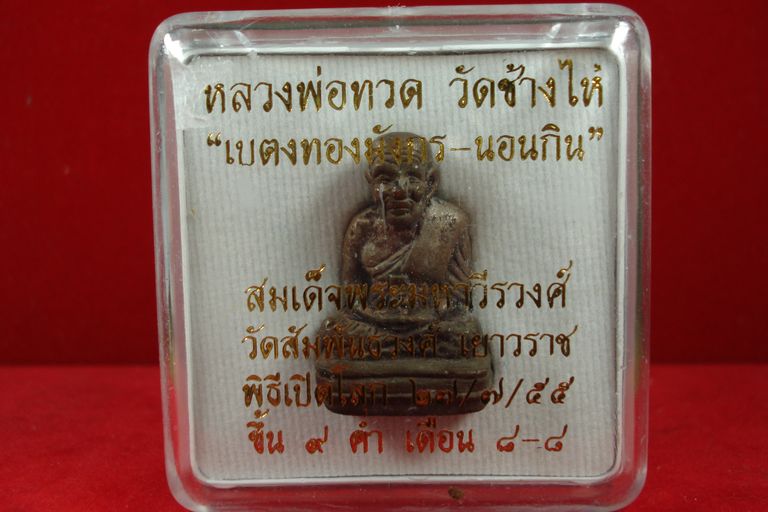 หลวงพ่อทวด วัดช้างไห้
“เบตงทองมังกร-นอนกิน”
สมเด็จพระมหาวีรวงศ์
วัดสัมพันธวงศ์ เยาวราช
พิธีเปิดโลก ๒๗/๗/๕๕
ขึ้น ๙ ค่ำ เดือน ๘-๘